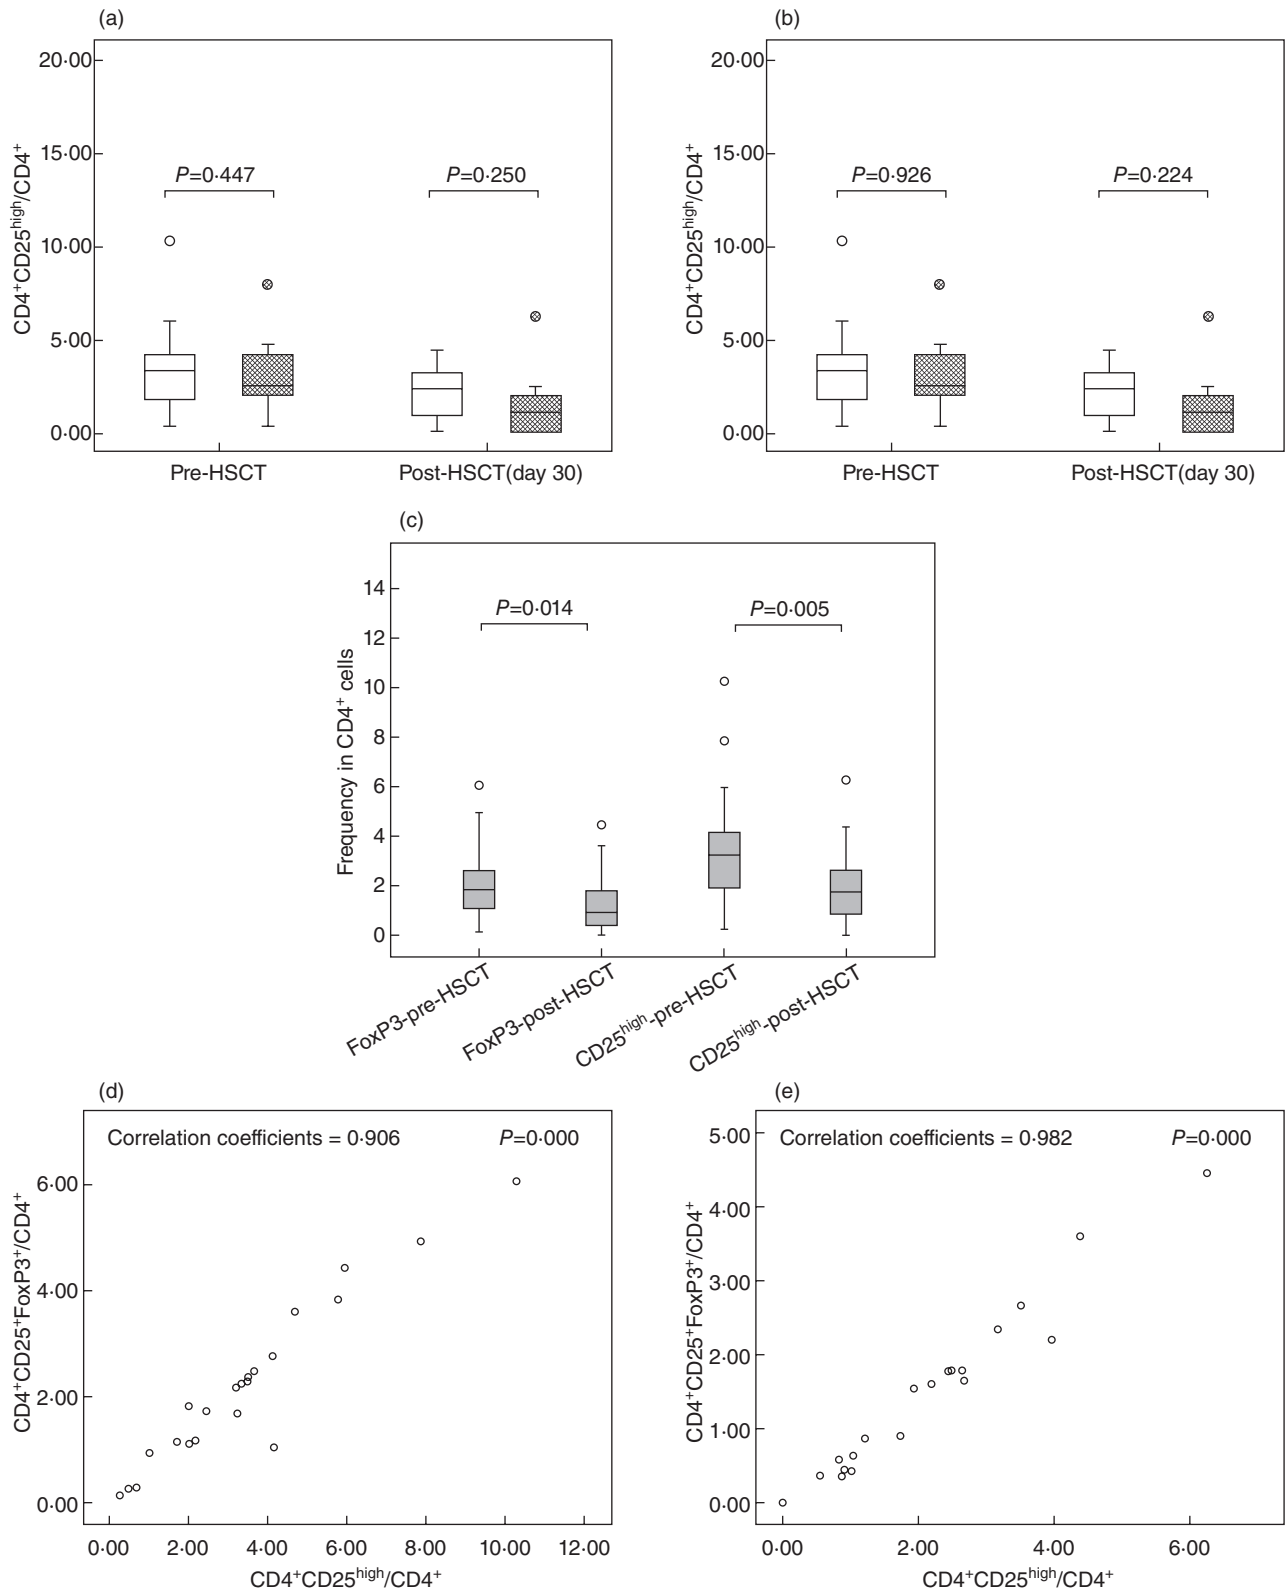 (a)
20·00
15·00
10·00
5·00
0·00
CD4⁺CD25ʰⁱᵍʰ/CD4⁺
P=0·447
P=0·250
Pre-HSCT
Post-HSCT(day 30)
(b)
20·00
15·00
10·00
5·00
0·00
CD4⁺CD25ʰⁱᵍʰ/CD4⁺
P=0·926
P=0·224
Pre-HSCT
Post-HSCT(day 30)
(c)
14
12
10
8
6
4
2
0
Frequency in CD4⁺ cells
P=0·014
P=0·005
FoxP3-pre-HSCT
FoxP3-post-HSCT
CD25ʰⁱᵍʰ-pre-HSCT
CD25ʰⁱᵍʰ-post-HSCT
(d)
Correlation coefficients = 0·906 P=0·000
6·00
4·00
2·00
0·00
CD4⁺CD25⁺FoxP3⁺/CD4⁺
0·00 2·00 4·00 6·00 8·00 10·00 12·00
CD4⁺CD25ʰⁱᵍʰ/CD4⁺
(e)
Correlation coefficients = 0·982 P=0·000
5·00
4·00
3·00
2·00
1·00
0·00
CD4⁺CD25⁺FoxP3⁺/CD4⁺
0·00 2·00 4·00 6·00
CD4⁺CD25ʰⁱᵍʰ/CD4⁺